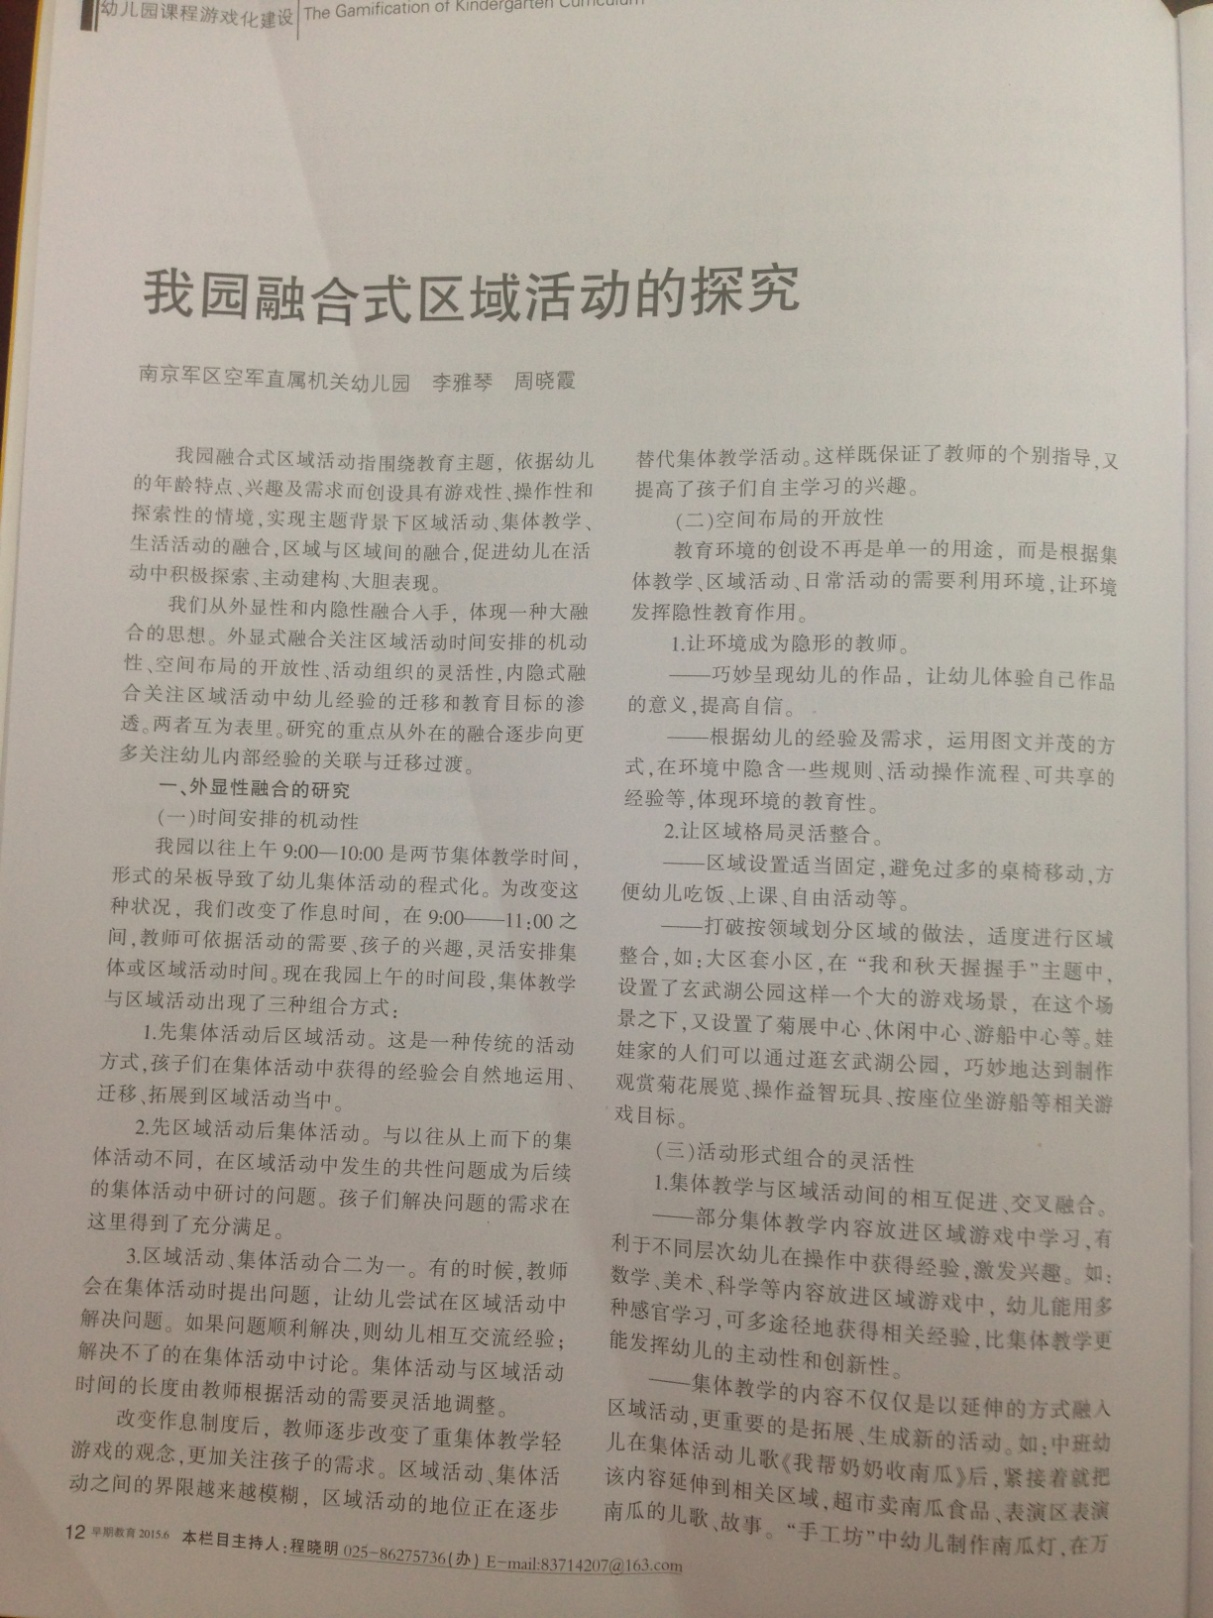 幼儿园课程游戏化建设 The Gamification of Kindergarten Curriculum
我园融合式区域活动的探究
南京军区空军直属机关幼儿园 李雅琴 周晓霞
我园融合式区域活动指围绕教育主题，依据幼儿
的年龄特点、兴趣及需求而创设具有游戏性、操作性和
探索性的情境,实现主题背景下区域活动、集体教学、
生活活动的融合,区域与区域间的融合,促进幼儿在活
动中积极探索、主动建构、大胆表现。
我们从外显性和内隐性融合入手，体现一种大融
合的思想。外显式融合关注区域活动时间安排的机动
性、空间布局的开放性、活动组织的灵活性,内隐式融
合关注区域活动中幼儿经验的迁移和教育目标的渗
透。两者互为表里。研究的重点从外在的融合逐步向更
多关注幼儿内部经验的关联与迁移过渡。
一、外显性融合的研究
(一)时间安排的机动性
我园以往上午 9:00—10:00 是两节集体教学时间，
形式的呆板导致了幼儿集体活动的程式化。为改变这
种状况，我们改变了作息时间，在 9:00——11:00 之
间,教师可依据活动的需要、孩子的兴趣,灵活安排集
体或区域活动时间。现在我园上午的时间段,集体教学
与区域活动出现了三种组合方式：
1.先集体活动后区域活动。这是一种传统的活动
方式,孩子们在集体活动中获得的经验会自然地运用、
迁移、拓展到区域活动当中。
2.先区域活动后集体活动。与以往从上而下的集
体活动不同，在区域活动中发生的共性问题成为后续
的集体活动中研讨的问题。孩子们解决问题的需求在
这里得到了充分满足。
3.区域活动、集体活动合二为一。有的时候,教师
会在集体活动时提出问题，让幼儿尝试在区域活动中
解决问题。如果问题顺利解决,则幼儿相互交流经验；
解决不了的在集体活动中讨论。集体活动与区域活动
时间的长度由教师根据活动的需要灵活地调整。
改变作息制度后，教师逐步改变了重集体教学轻
游戏的观念,更加关注孩子的需求。区域活动、集体活
动之间的界限越来越模糊，区域活动的地位正在逐步
替代集体教学活动。这样既保证了教师的个别指导,又
提高了孩子们自主学习的兴趣。
(二)空间布局的开放性
教育环境的创设不再是单一的用途，而是根据集
体教学、区域活动、日常活动的需要利用环境,让环境
发挥隐性教育作用。
1.让环境成为隐形的教师。
——巧妙呈现幼儿的作品，让幼儿体验自己作品
的意义,提高自信。
——根据幼儿的经验及需求，运用图文并茂的方
式,在环境中隐含一些规则、活动操作流程、可共享的
经验等,体现环境的教育性。
2.让区域格局灵活整合。
——区域设置适当固定,避免过多的桌椅移动,方
便幼儿吃饭、上课、自由活动等。
——打破按领域划分区域的做法，适度进行区域
整合,如：大区套小区,在“我和秋天握握手”主题中，
设置了玄武湖公园这样一个大的游戏场景，在这个场
景之下,又设置了菊展中心、休闲中心、游船中心等。娃
娃家的人们可以通过逛玄武湖公园，巧妙地达到制作
观赏菊花展览、操作益智玩具、按座位坐游船等相关游
戏目标。
(三)活动形式组合的灵活性
1.集体教学与区域活动间的相互促进、交叉融合。
——部分集体教学内容放进区域游戏中学习,有
利于不同层次幼儿在操作中获得经验,激发兴趣。如：
数学、美术、科学等内容放进区域游戏中，幼儿能用多
种感官学习,可多途径地获得相关经验,比集体教学更
能发挥幼儿的主动性和创新性。
——集体教学的内容不仅仅是以延伸的方式融入
区域活动,更重要的是拓展、生成新的活动。如：中班幼
儿在集体活动儿歌《我帮奶奶收南瓜》后,紧接着就把
该内容延伸到相关区域,超市卖南瓜食品、表演区表演
南瓜的儿歌、故事。“手工坊”中幼儿制作南瓜灯,在万
12 早期教育 2015.6 本栏目主持人：程晓明 025-86275736(办) E-mail:83714207@163.com